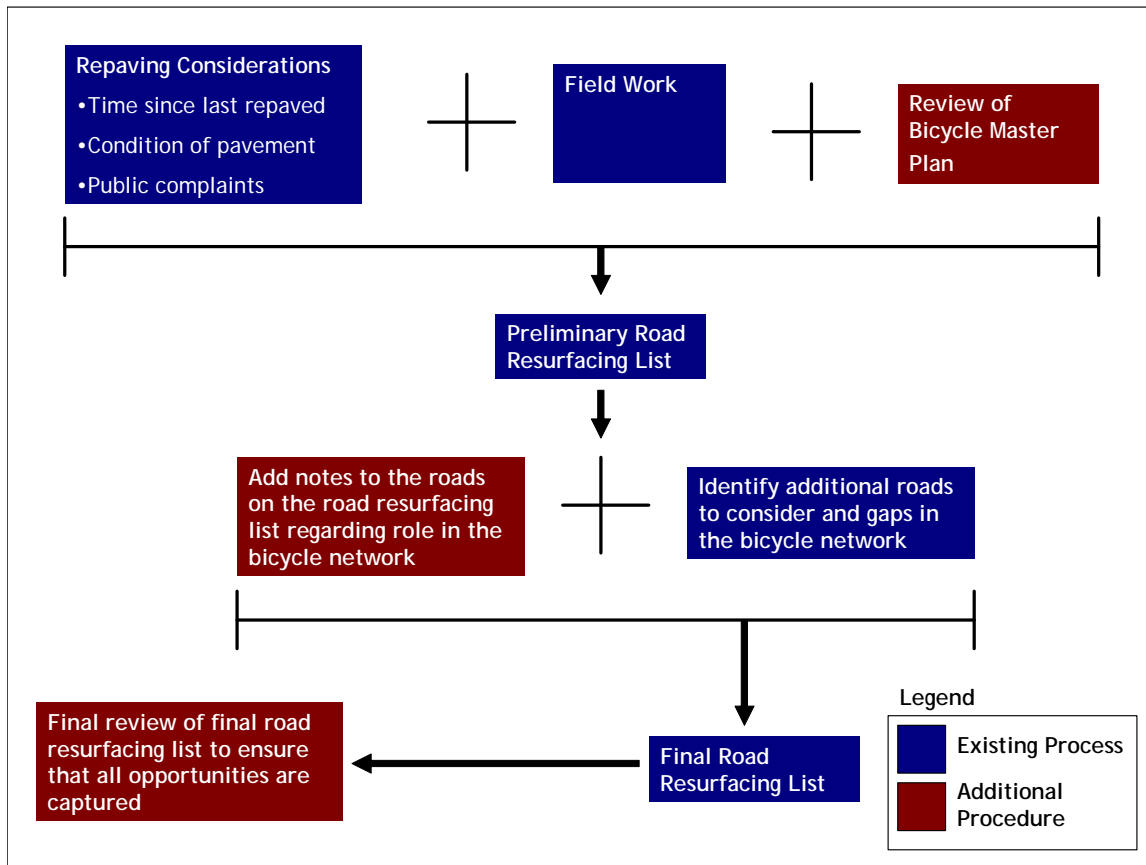 Repaving Considerations
•Time since last repaved
•Condition of pavement
•Public complaints
Field Work
Review of
Bicycle Master
Plan
Preliminary Road
Resurfacing List
Add notes to the roads
on the road resurfacing
list regarding role in the
bicycle network
Identify additional roads
to consider and gaps in
the bicycle network
Final review of final road
resurfacing list to ensure
that all opportunities are
captured
Final Road
Resurfacing List
Legend
Existing Process
Additional
Procedure